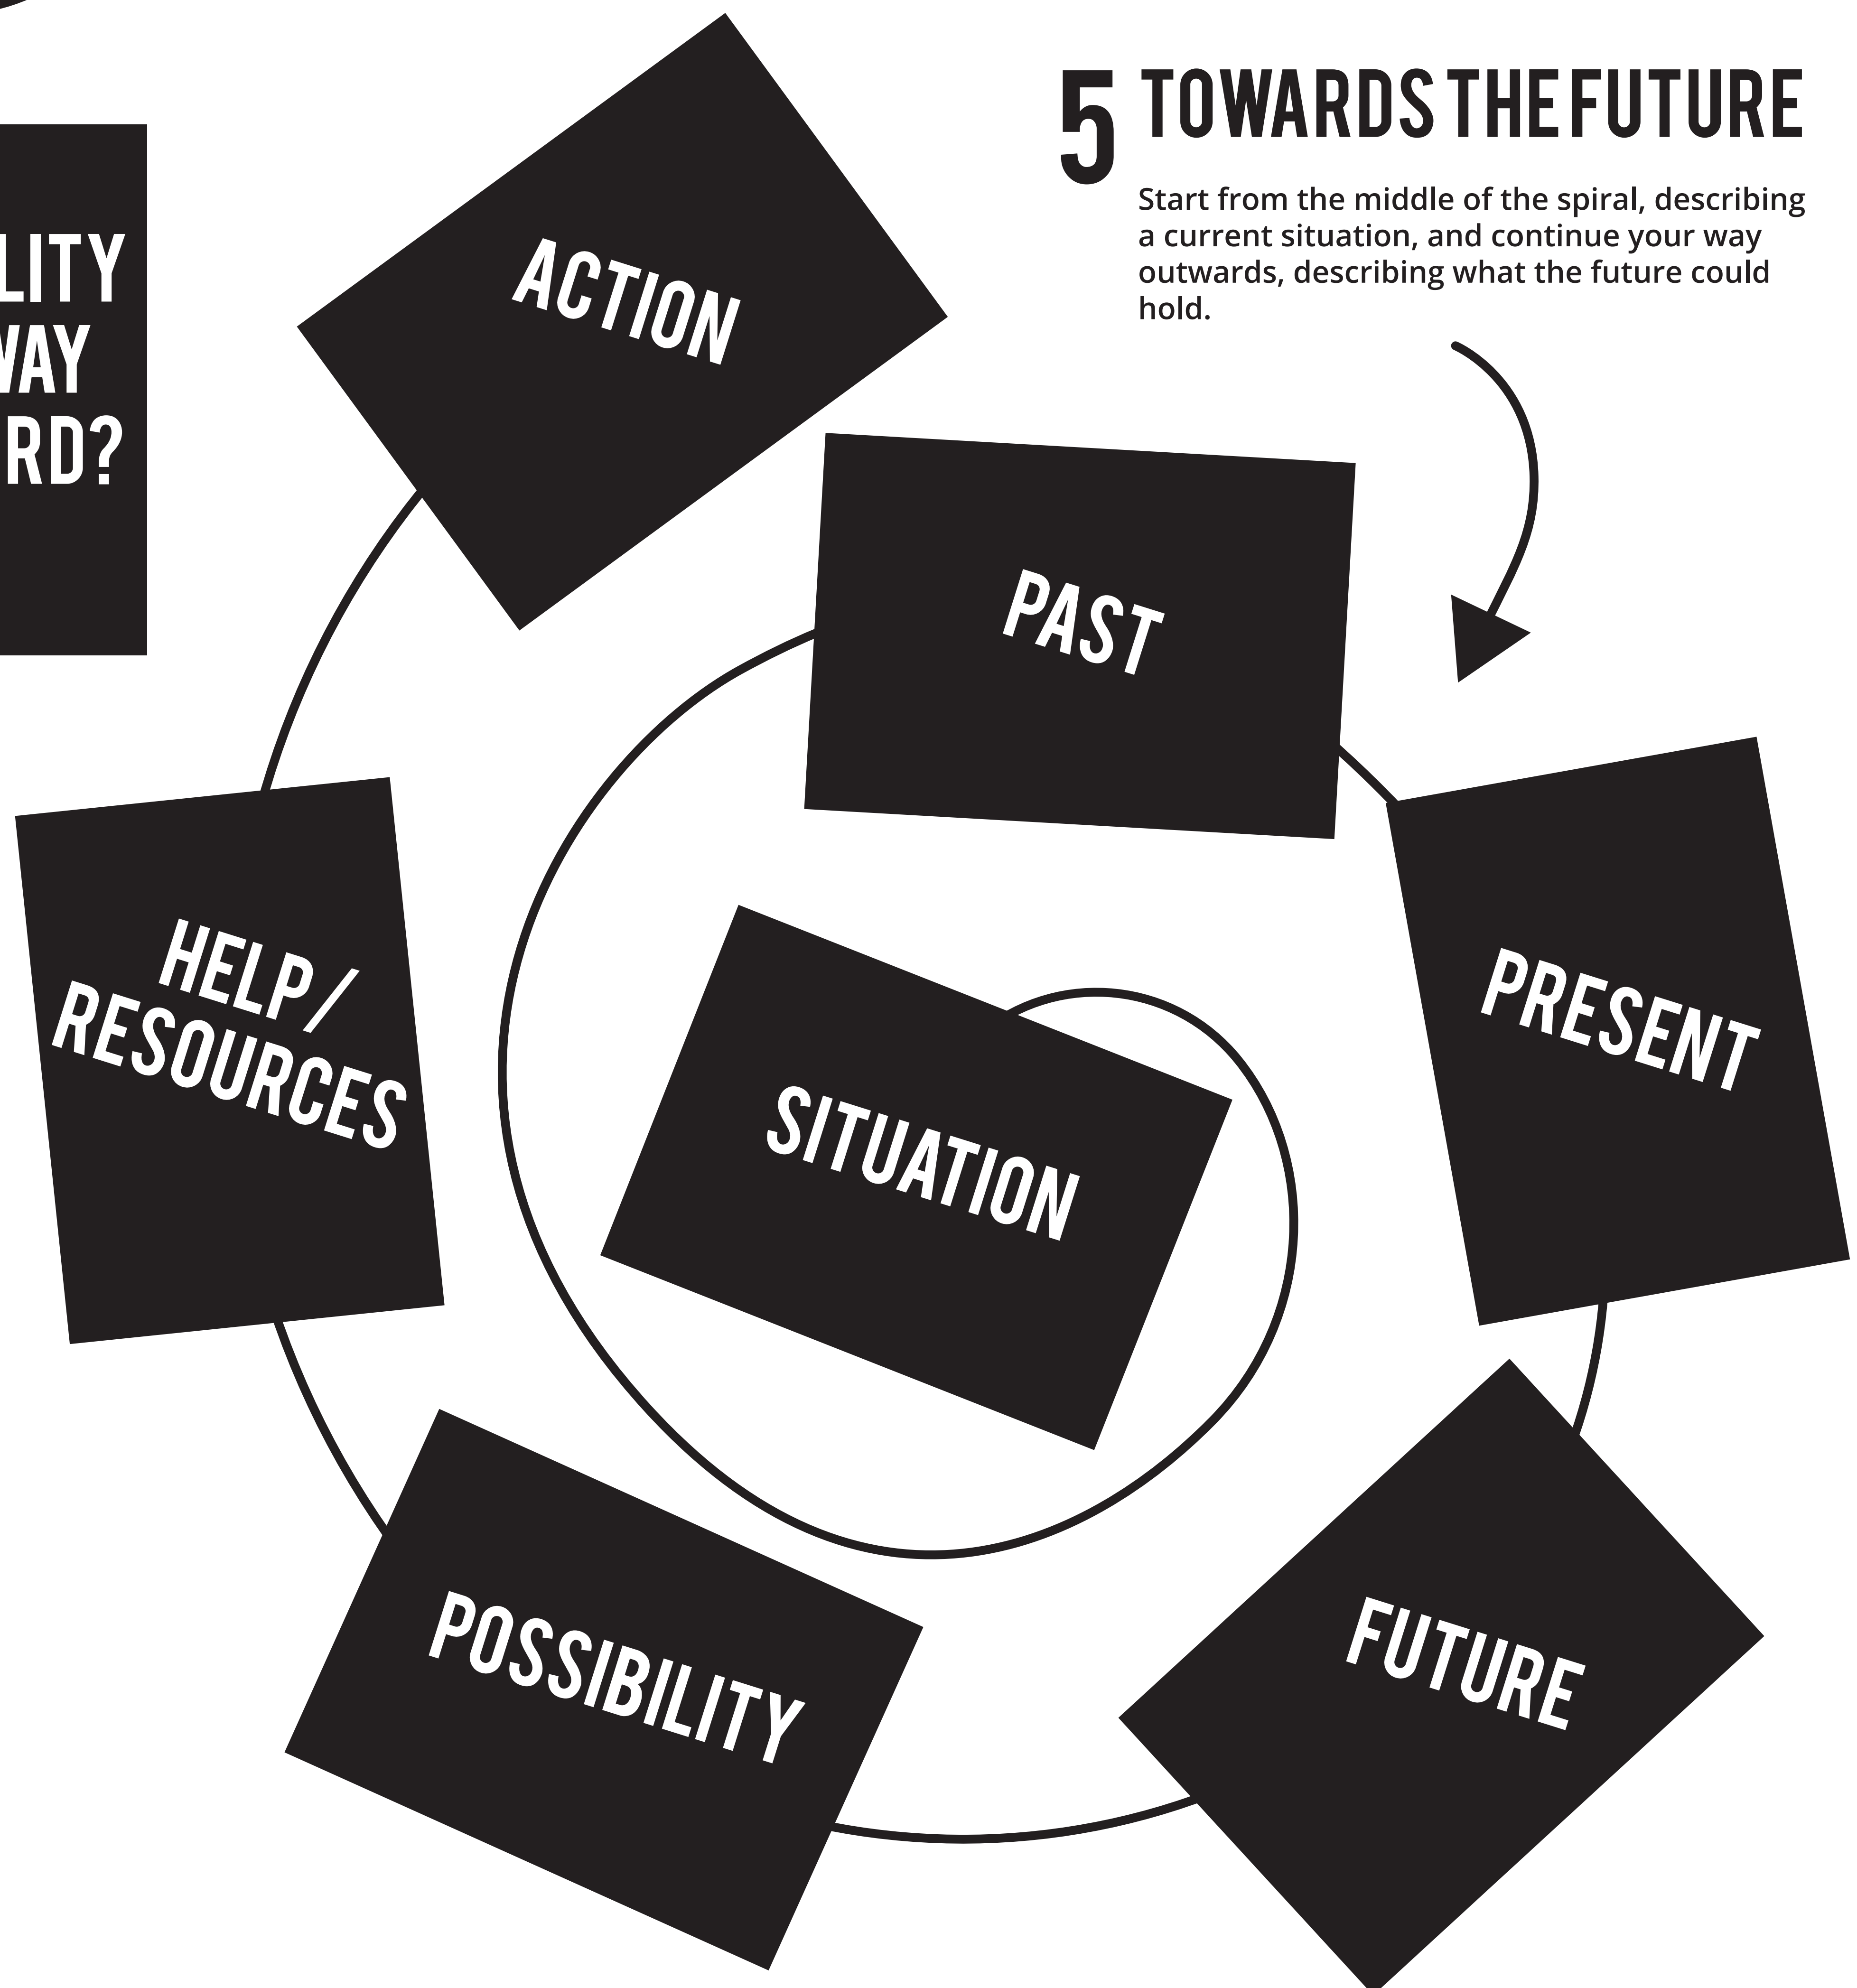 5 TOWARDS THE FUTURE
Start from the middle of the spiral, describing
a current situation, and continue your way
outwards, describing what the future could
hold.
LITY
WAY
RD?
ACTION
PAST
PRESENT
HELP/
RESOURCES
SITUATION
POSSIBILITY
FUTURE